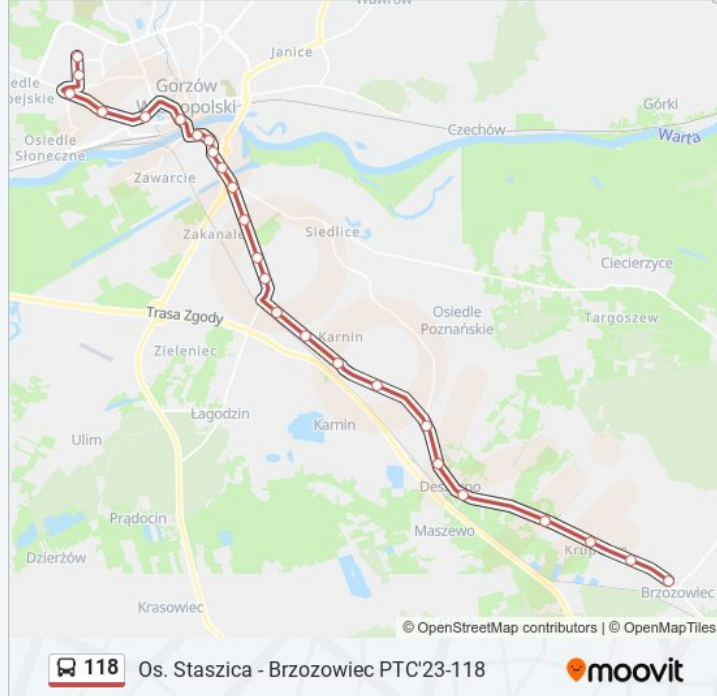 Wawrów
Janice
Gorzów
Wielkopolski
Górki
Czechów
Warta
Osiedle
Słoneczne
Zawarcie
Zakanale
Siedlice
Ciecierzyce
Trasa Zgody
Osiedle
Poznańskie
Targoszew
Karnin
Zieleniec
Łagodzin
Karnin
Ulim
Prądocin
Maszewo
Dzierżów
Krasowiec
Brzozowiec
© OpenStreetMap contributors | © OpenMapTiles
118 Os. Staszica - Brzozowiec PTC'23-118
moovit